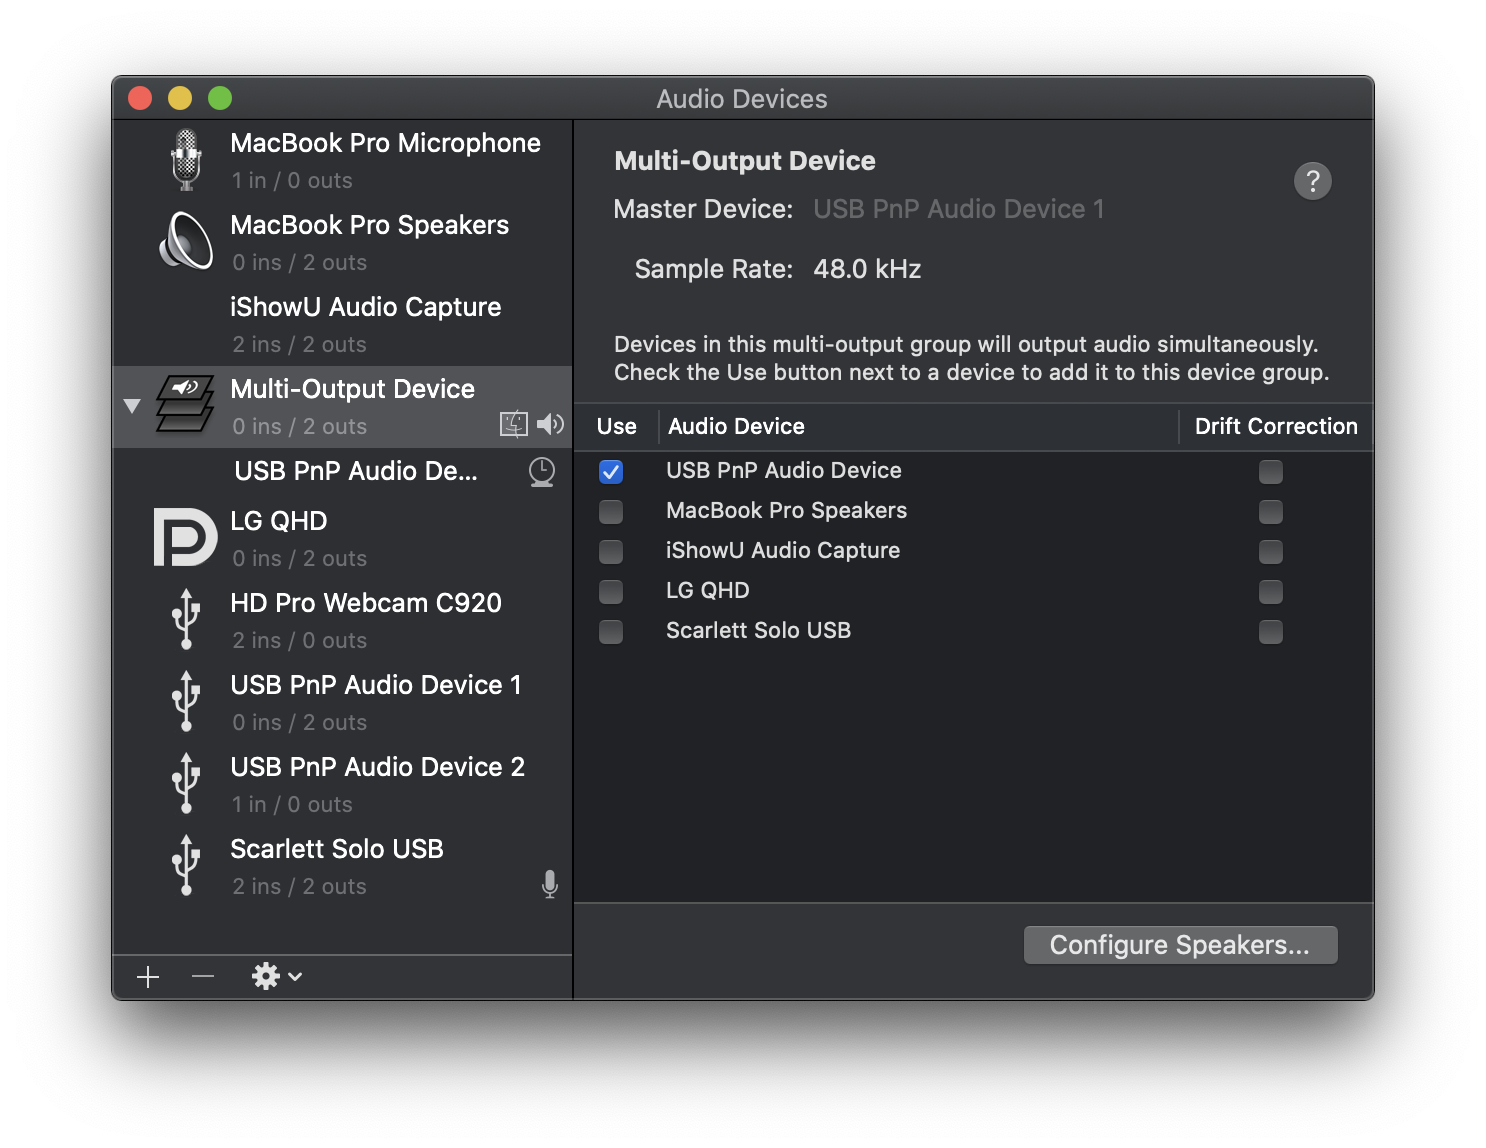 Audio Devices
MacBook Pro Microphone
1 in / 0 outs
MacBook Pro Speakers
0 ins / 2 outs
iShowU Audio Capture
2 ins / 2 outs
Multi-Output Device
0 ins / 2 outs
USB PnP Audio De...
LG QHD
0 ins / 2 outs
HD Pro Webcam C920
2 ins / 0 outs
USB PnP Audio Device 1
0 ins / 2 outs
USB PnP Audio Device 2
1 in / 0 outs
Scarlett Solo USB
2 ins / 2 outs
Multi-Output Device
?
Master Device: USB PnP Audio Device 1
Sample Rate: 48.0 kHz
Devices in this multi-output group will output audio simultaneously.
Check the Use button next to a device to add it to this device group.
Use Audio Device Drift Correction
USB PnP Audio Device
MacBook Pro Speakers
iShowU Audio Capture
LG QHD
Scarlett Solo USB
Configure Speakers...